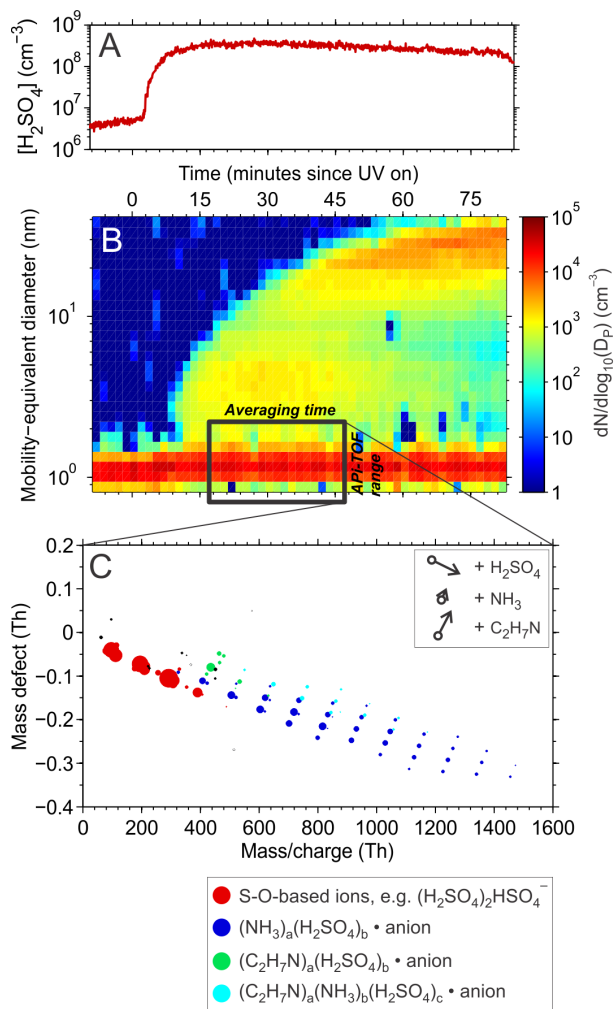 A
[H₂SO₄] (cm⁻³)
10⁹
10⁸
10⁷
10⁶
Time (minutes since UV on)
0 15 30 45 60 75
B
Mobility-equivalent diameter (nm)
10¹
10⁰
Averaging time
APi-TOF
range
10⁵
10⁴
10³
10²
10
1
dN/dlog₁₀(D_P) (cm⁻³)
C
Mass defect (Th)
0.2
0.1
0
−0.1
−0.2
−0.3
−0.4
+ H₂SO₄
+ NH₃
+ C₂H₇N
0 200 400 600 800 1000 1200 1400 1600
Mass/charge (Th)
S-O-based ions, e.g. (H₂SO₄)₂HSO₄⁻
(NH₃)ₐ(H₂SO₄)_b • anion
(C₂H₇N)ₐ(H₂SO₄)_b • anion
(C₂H₇N)ₐ(NH₃)_b(H₂SO₄)_c • anion